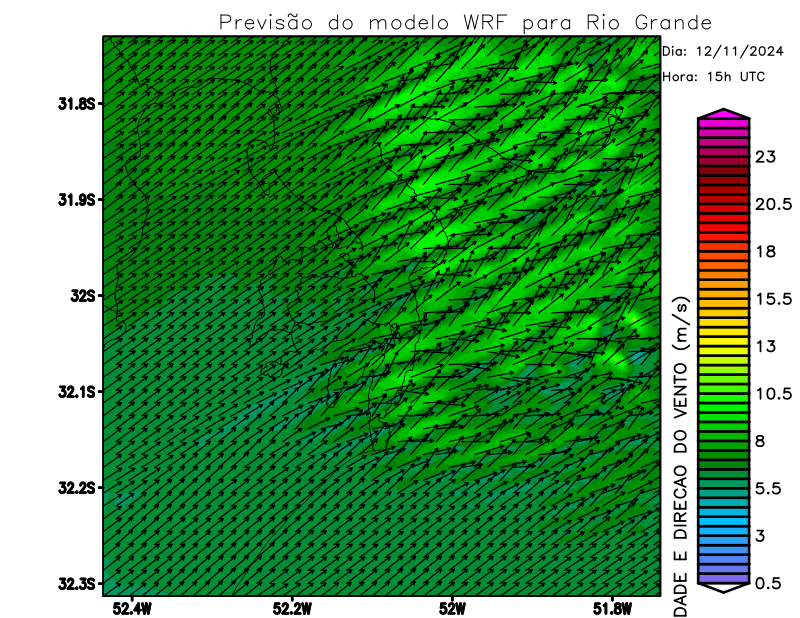 Previsão do modelo WRF para Rio Grande
Dia: 12/11/2024
Hora: 15h UTC
31.8S
31.9S
32S
32.1S
32.2S
32.3S
52.4W
52.2W
52W
51.8W
23
20.5
18
15.5
13
10.5
8
5.5
3
0.5
DADE E DIRECAO DO VENTO (m/s)